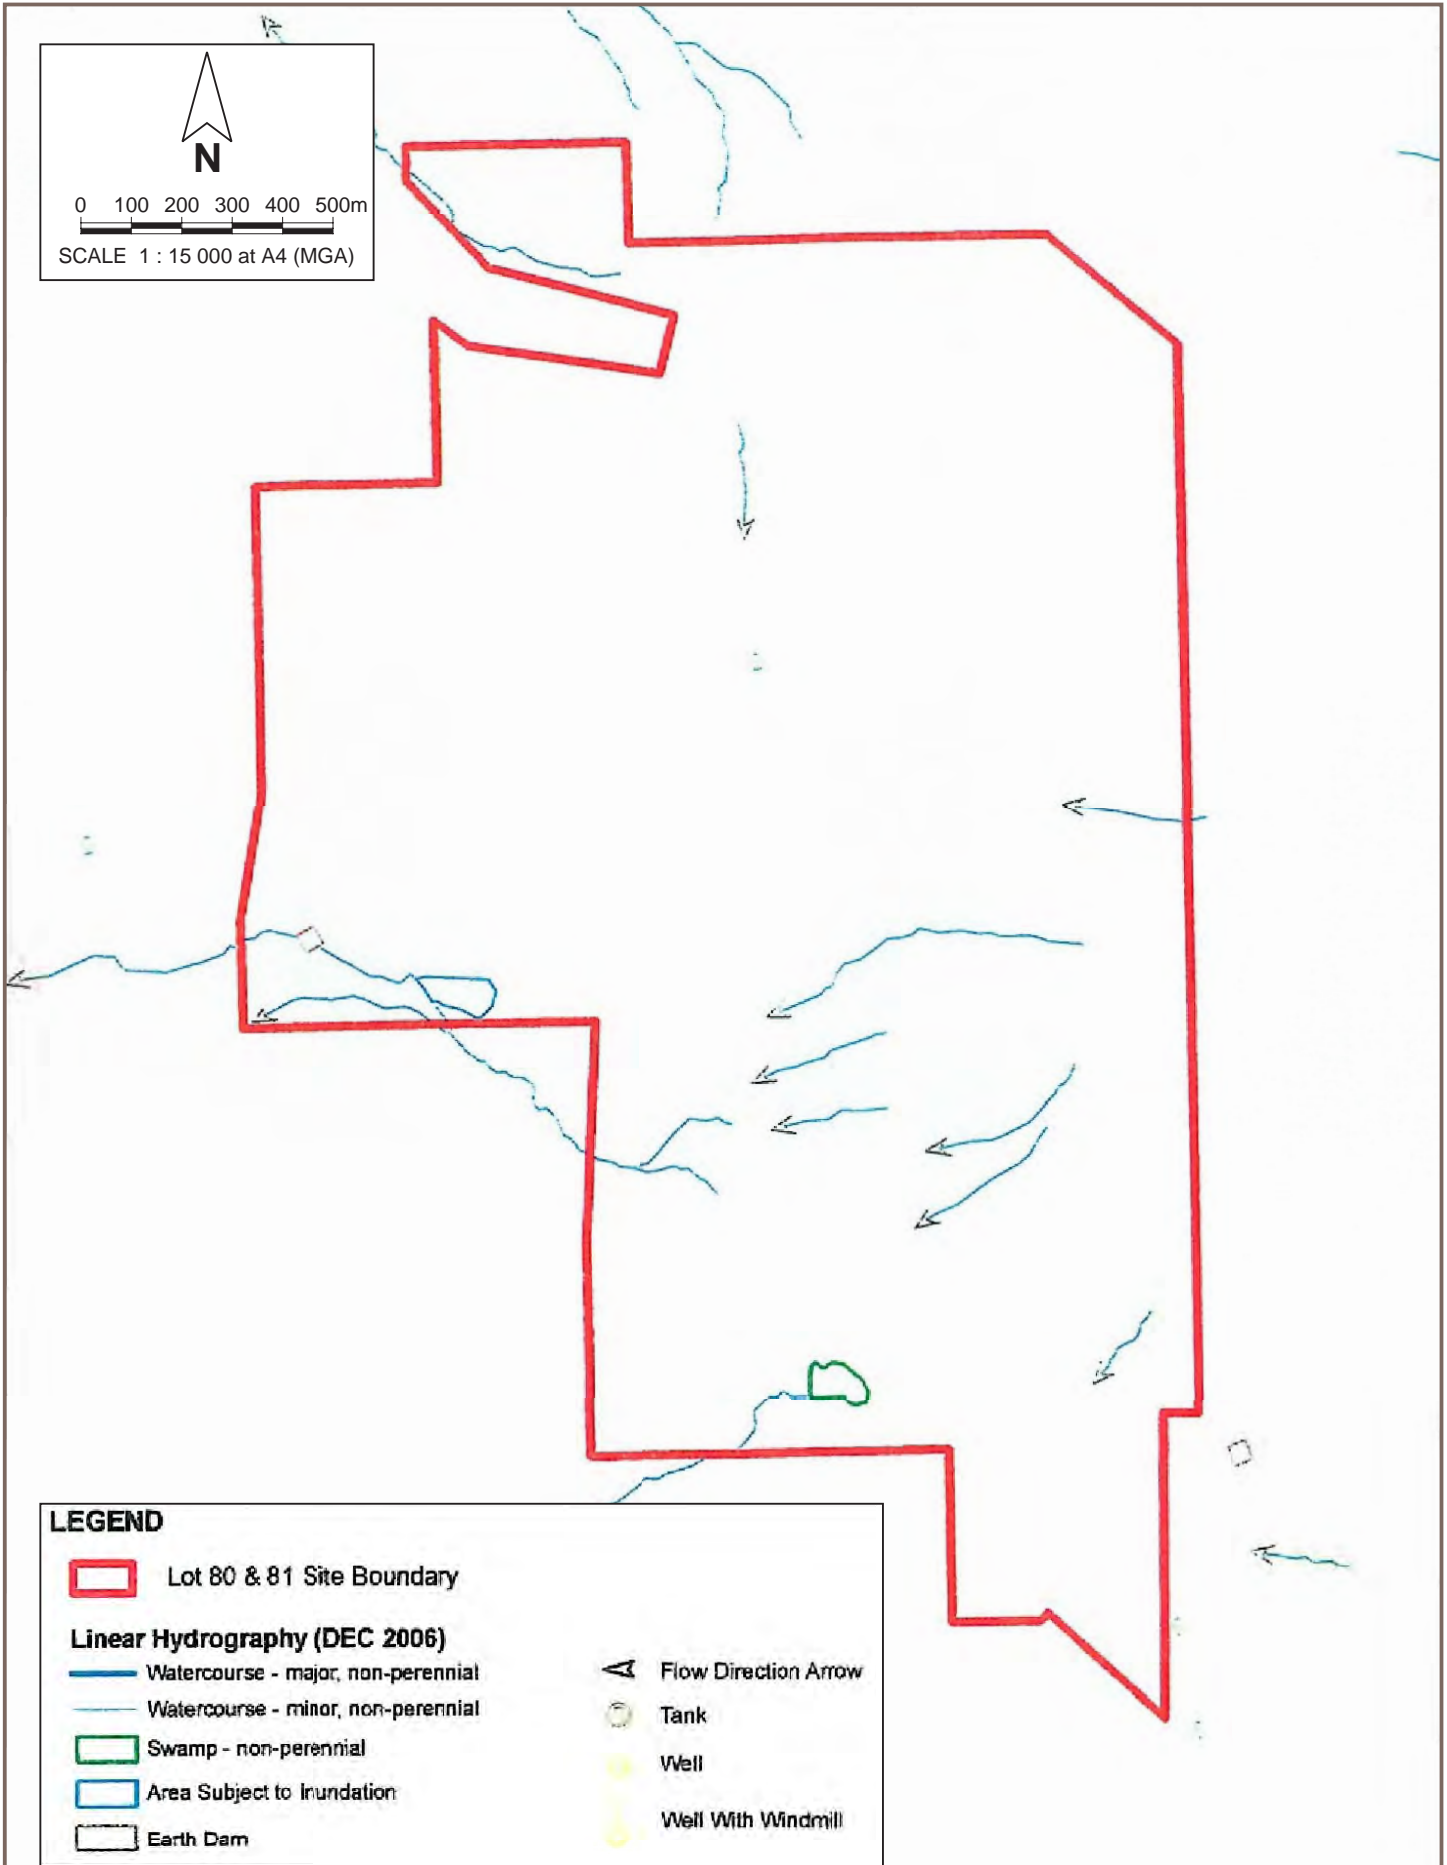 N
0 100 200 300 400 500m
SCALE 1 : 15 000 at A4 (MGA)
LEGEND
Lot 80 & 81 Site Boundary
Linear Hydrography (DEC 2006)
Watercourse - major, non-perennial
Watercourse - minor, non-perennial
Swamp - non-perennial
Area Subject to Inundation
Earth Dam
Flow Direction Arrow
Tank
Well
Well With Windmill